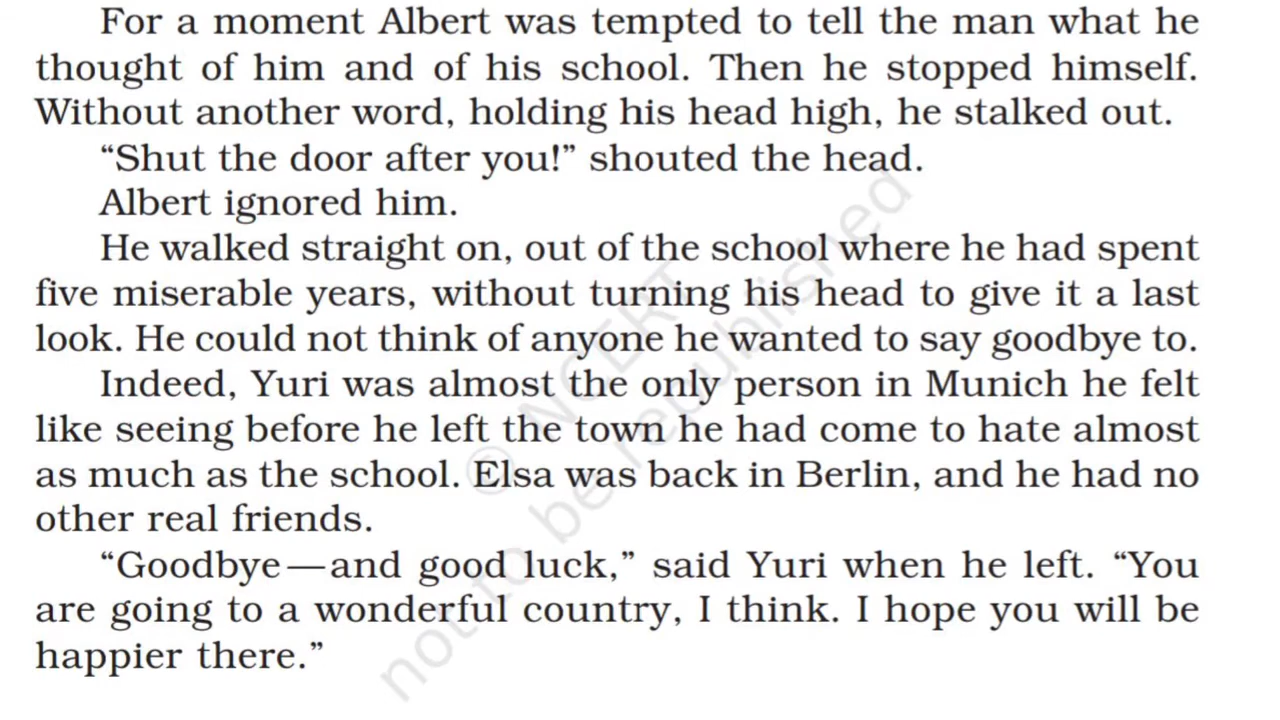 For a moment Albert was tempted to tell the man what he
thought of him and of his school. Then he stopped himself.
Without another word, holding his head high, he stalked out.
“Shut the door after you!” shouted the head.
Albert ignored him.
He walked straight on, out of the school where he had spent
five miserable years, without turning his head to give it a last
look. He could not think of anyone he wanted to say goodbye to.
Indeed, Yuri was almost the only person in Munich he felt
like seeing before he left the town he had come to hate almost
as much as the school. Elsa was back in Berlin, and he had no
other real friends.
“Goodbye—and good luck,” said Yuri when he left. “You
are going to a wonderful country, I think. I hope you will be
happier there.”
© NCERT
not to be republished